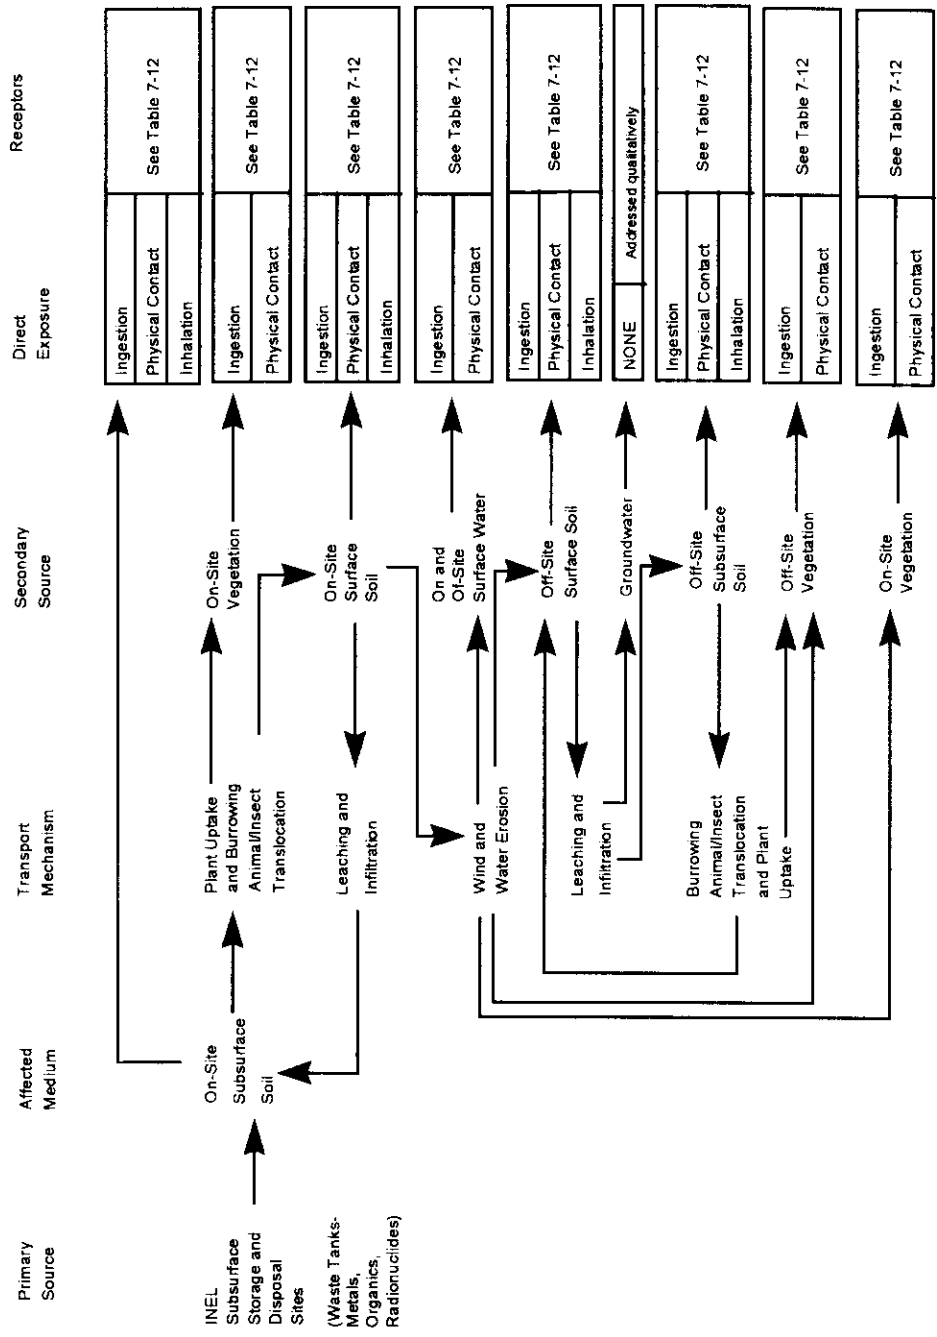 Primary
Source
Affected
Medium
Transport
Mechanism
Secondary
Source
Direct
Exposure
Receptors
INEL
Subsurface
Storage and
Disposal
Sites
(Waste Tanks-
Metals,
Organics,
Radionuclides)
On-Site
Subsurface
Soil
Plant Uptake
and Burrowing
Animal/Insect
Translocation
Leaching and
Infiltration
Wind and
Water Erosion
Leaching and
Infiltration
Burrowing
Animal/Insect
Translocation
and Plant
Uptake
On-Site
Vegetation
On-Site
Surface
Soil
On and
Of-Site
Surface Water
Off-Site
Surface Soil
Groundwater
Off-Site
Subsurface
Soil
Off-Site
Vegetation
On-Site
Vegetation
Ingestion
Physical Contact
Inhalation
See Table 7-12
Ingestion
Physical Contact
See Table 7-12
Ingestion
Physical Contact
Inhalation
See Table 7-12
Ingestion
Physical Contact
See Table 7-12
Ingestion
Physical Contact
Inhalation
See Table 7-12
NONE
Addressed qualitatively
Ingestion
Physical Contact
Inhalation
See Table 7-12
Ingestion
Physical Contact
See Table 7-12
Ingestion
Physical Contact
See Table 7-12